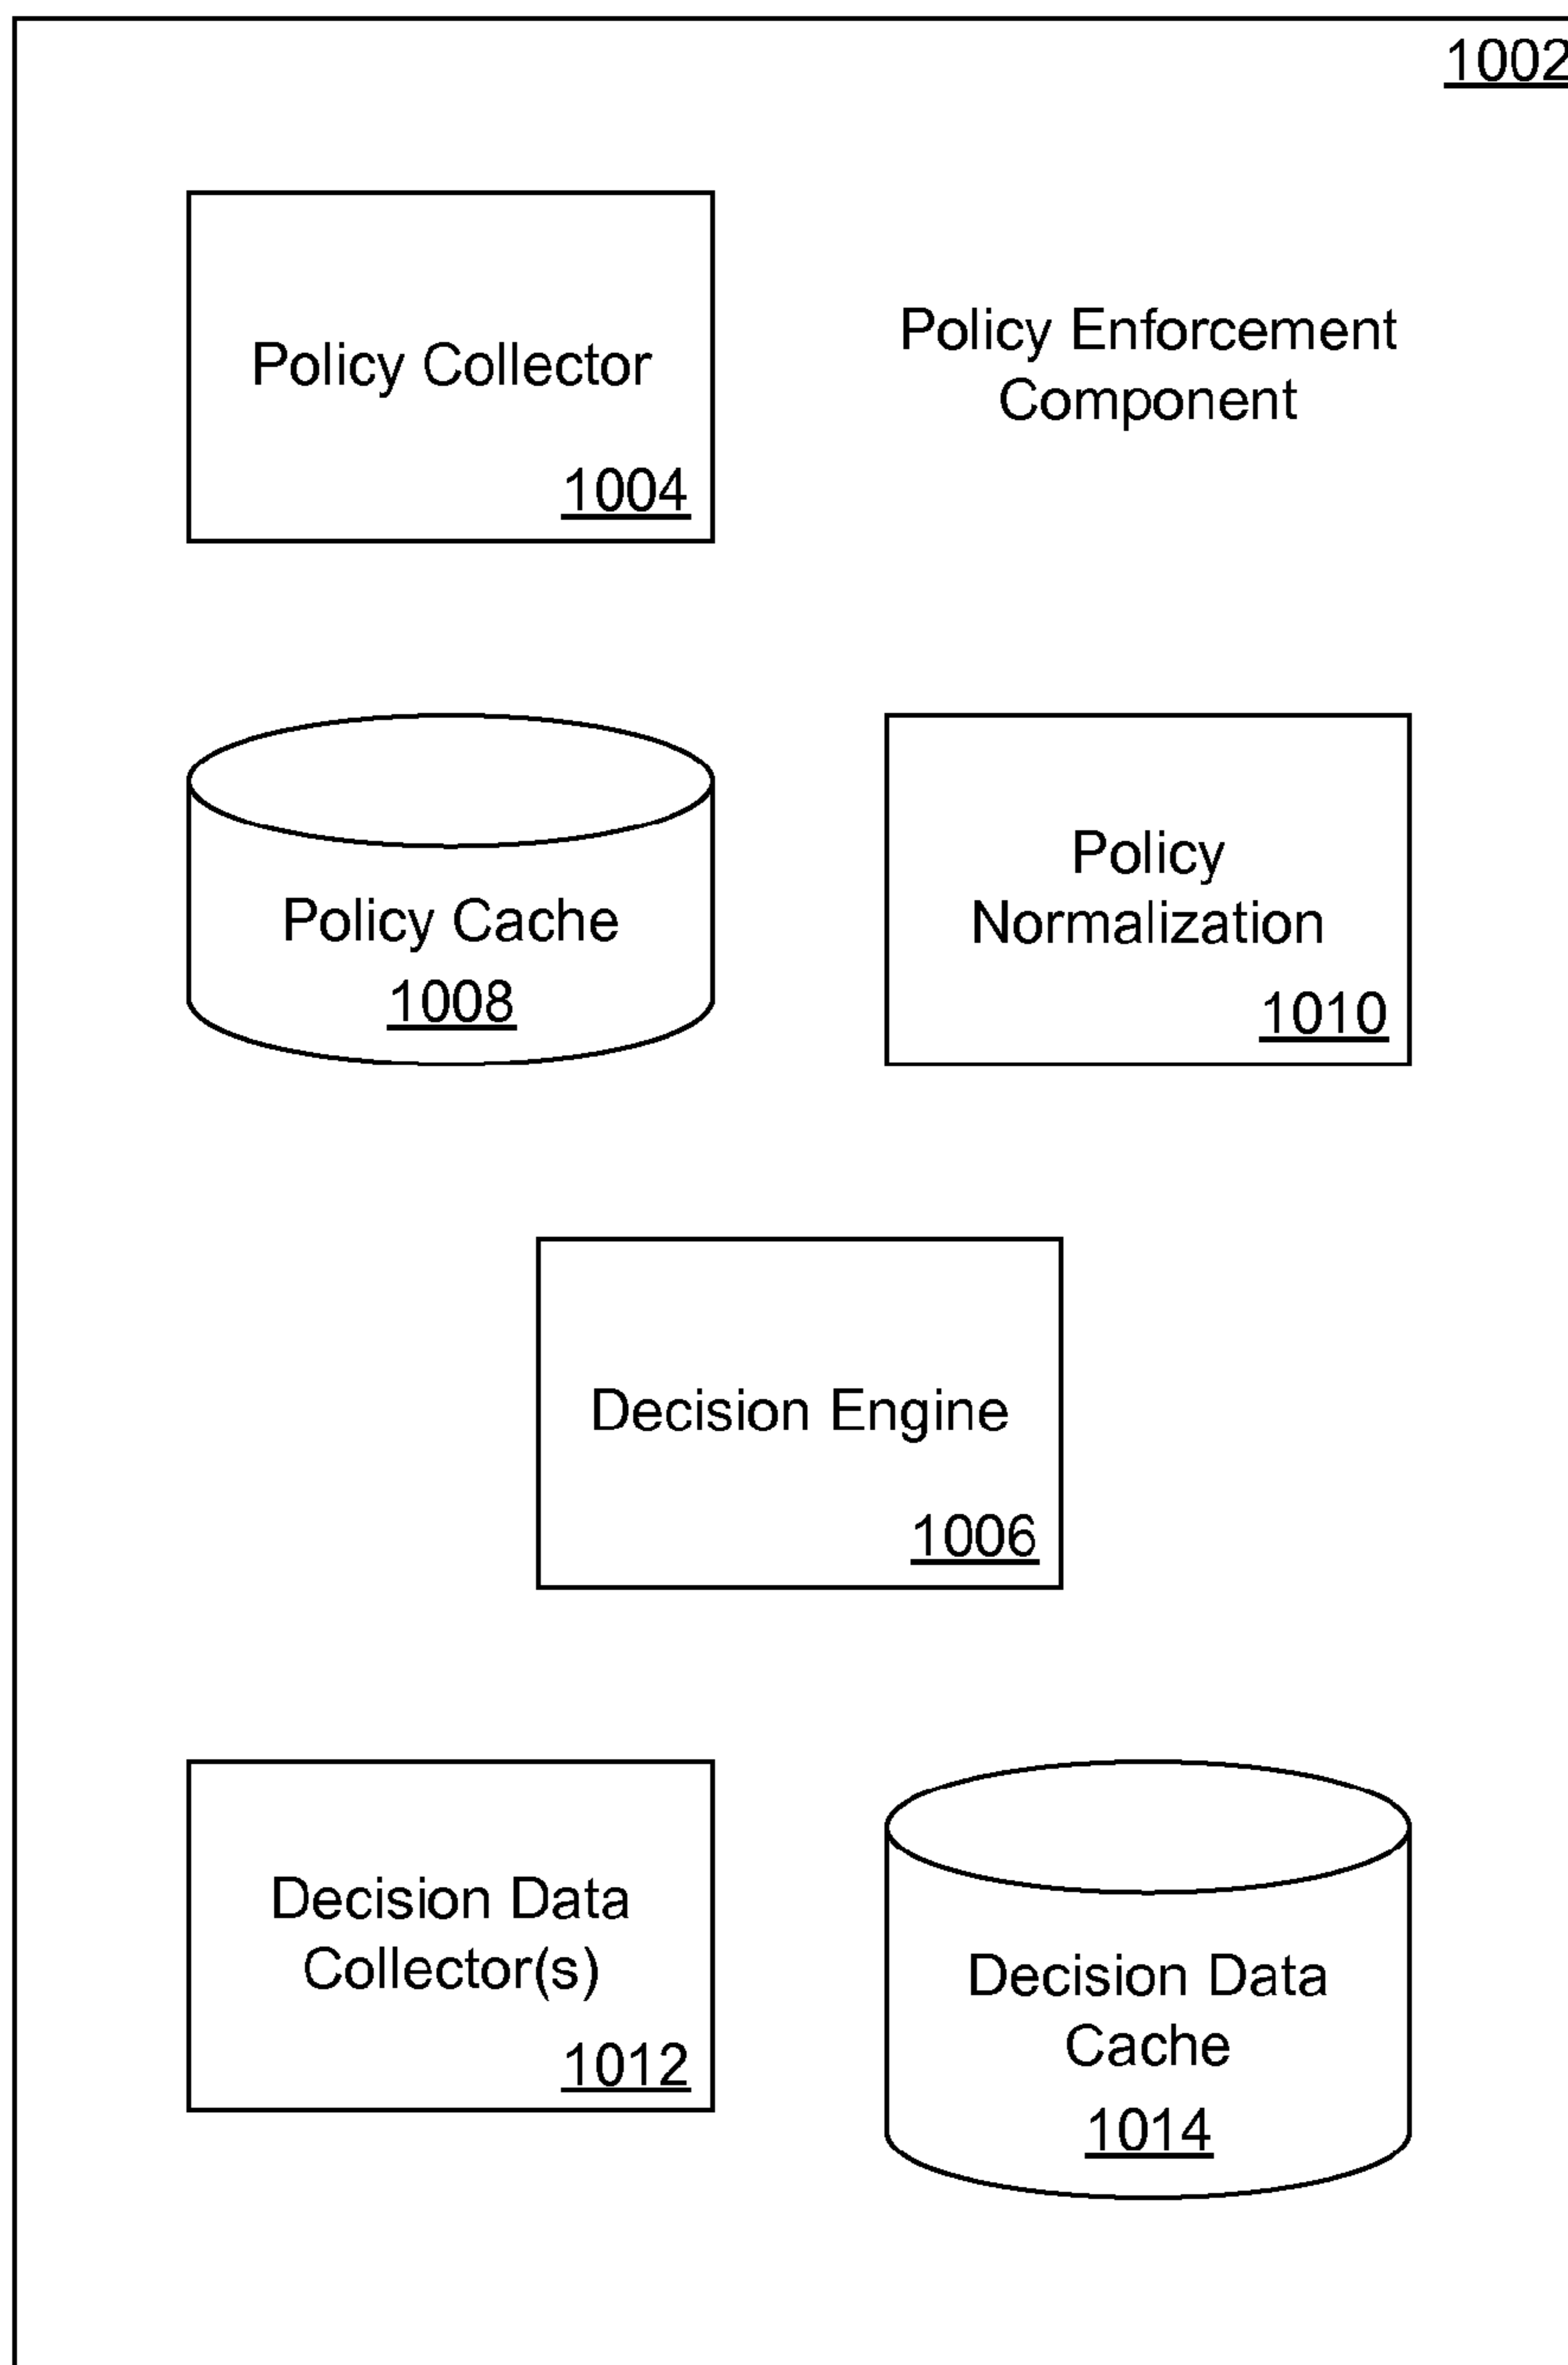 1002
Policy Collector
1004
Policy Enforcement
Component
Policy Cache
1008
Policy
Normalization
1010
Decision Engine
1006
Decision Data
Collector(s)
1012
Decision Data
Cache
1014